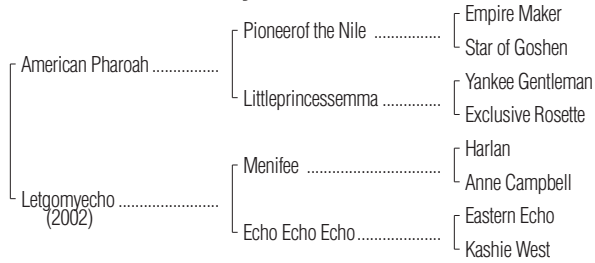 Empire Maker
Pioneerof the Nile ................
Star of Goshen
American Pharoah ................
Yankee Gentleman
Littleprincessemma ..............
Exclusive Rosette
Harlan
Menifee ................................
Anne Campbell
Letgomyecho ........................
(2002)
Eastern Echo
Echo Echo Echo....................
Kashie West